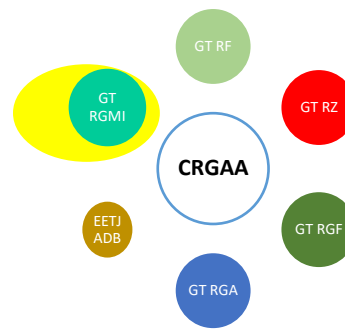 GT RF
GT
RGMI
GT RZ
CRGAA
EETJ
ADB
GT RGF
GT RGA